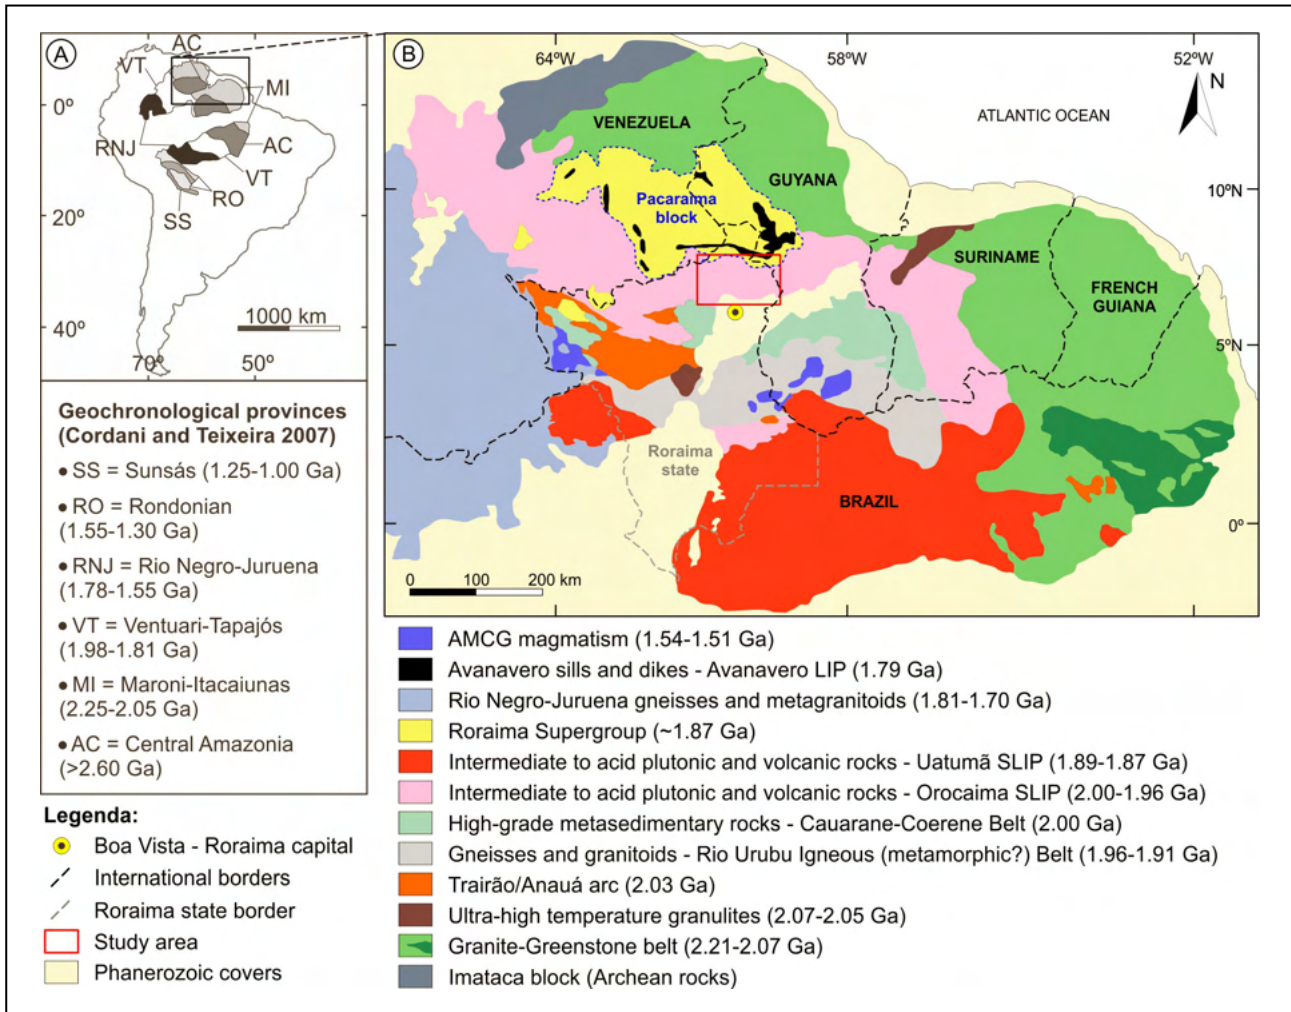 A
AC
VT
MI
0º
RNJ
AC
VT
RO
SS
20º
1000 km
40º
70º
50º
Geochronological provinces
(Cordani and Teixeira 2007)
• SS = Sunsás (1.25-1.00 Ga)
• RO = Rondonian
(1.55-1.30 Ga)
• RNJ = Rio Negro-Juruena
(1.78-1.55 Ga)
• VT = Ventuari-Tapajós
(1.98-1.81 Ga)
• MI = Maroni-Itacaiunas
(2.25-2.05 Ga)
• AC = Central Amazonia
(>2.60 Ga)
Legenda:
Boa Vista - Roraima capital
International borders
Roraima state border
Study area
Phanerozoic covers
B
64ºW
58ºW
52ºW
N
ATLANTIC OCEAN
VENEZUELA
GUYANA
10ºN
Pacaraima
block
SURINAME
FRENCH
GUIANA
5ºN
Roraima
state
BRAZIL
0º
0
100
200 km
AMCG magmatism (1.54-1.51 Ga)
Avanavero sills and dikes - Avanavero LIP (1.79 Ga)
Rio Negro-Juruena gneisses and metagranitoids (1.81-1.70 Ga)
Roraima Supergroup (~1.87 Ga)
Intermediate to acid plutonic and volcanic rocks - Uatumã SLIP (1.89-1.87 Ga)
Intermediate to acid plutonic and volcanic rocks - Orocaima SLIP (2.00-1.96 Ga)
High-grade metasedimentary rocks - Cauarane-Coerene Belt (2.00 Ga)
Gneisses and granitoids - Rio Urubu Igneous (metamorphic?) Belt (1.96-1.91 Ga)
Trairão/Anauá arc (2.03 Ga)
Ultra-high temperature granulites (2.07-2.05 Ga)
Granite-Greenstone belt (2.21-2.07 Ga)
Imataca block (Archean rocks)